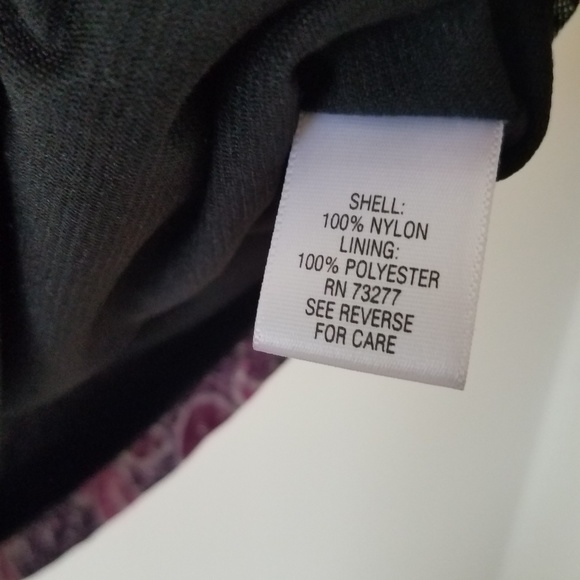 SHELL:
100% NYLON
LINING:
100% POLYESTER
RN 73277
SEE REVERSE
FOR CARE